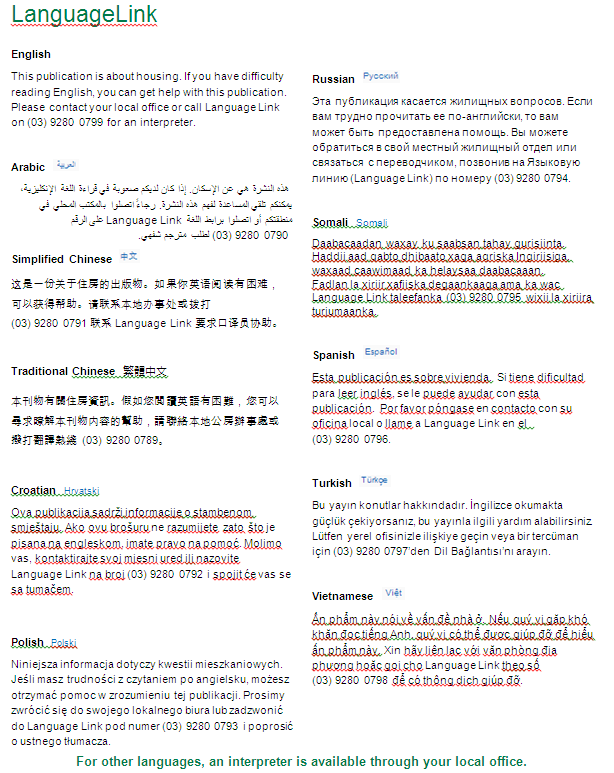 LanguageLink
English
This publication is about housing. If you have difficulty
reading English, you can get help with this publication.
Please contact your local office or call Language Link
on (03) 9280 0799 for an interpreter.
Arabic العربية
هذه النشرة هي عن الإسكان. إذا كان لديكم صعوبة في قراءة اللغة الإنكليزية،
يمكنكم تلقي المساعدة لفهم هذه النشرة. رجاءً اتصلوا بالمكتب المحلي في
منطقتكم أو اتصلوا برابط اللغة Language Link على الرقم
(03) 9280 0790 لطلب مترجم شفهي.
Simplified Chinese 中文
这是一份关于住房的出版物。如果你英语阅读有困难，
可以获得帮助。请联系本地办事处或拨打
(03) 9280 0791 联系 Language Link 要求口译员协助。
Traditional Chinese 繁體中文
本刊物有關住房資訊。假如您閱讀英語有困難，您可以
尋求瞭解本刊物內容的幫助，請聯絡本地公房辦事處或
撥打翻譯熱綫 (03) 9280 0789。
Croatian Hrvatski
Ova publikacija sadrži informacije o stambenom
smještaju. Ako ovu brošuru ne razumijete, zato što je
pisana na engleskom, imate pravo na pomoć. Molimo
vas, kontaktirajte svoj mjesni ured ili nazovite
Language Link na broj (03) 9280 0792 i spojit će vas se
sa tumačem.
Polish Polski
Niniejsza informacja dotyczy kwestii mieszkaniowych.
Jeśli masz trudności z czytaniem po angielsku, możesz
otrzymać pomoc w zrozumieniu tej publikacji. Prosimy
zwrócić się do swojego lokalnego biura lub zadzwonić
do Language Link pod numer (03) 9280 0793 i poprosić
o ustnego tłumacza.
Russian Русский
Эта публикация касается жилищных вопросов. Если
вам трудно прочитать ее по-английски, то вам
может быть предоставлена помощь. Вы можете
обратиться в свой местный жилищный отдел или
связаться с переводчиком, позвонив на Языковую
линию (Language Link) по номеру (03) 9280 0794.
Somali Somali
Daabacaadan waxay ku saabsan tahay gurisiinta.
Haddii aad qabto dhibaato xaga aqriska Ingiriisiga,
waxaad caawimaad ka helaysaa daabacaaan.
Fadlan la xiriir xafiiska degaankaaga ama ka wac
Language Link taleefanka (03) 9280 0795 wixii la xiriira
turjumaanka.
Spanish Español
Esta publicación es sobre vivienda. Si tiene dificultad
para leer inglés, se le puede ayudar con esta
publicación. Por favor póngase en contacto con su
oficina local o llame a Language Link en el
(03) 9280 0796.
Turkish Türkçe
Bu yayın konutlar hakkındadır. İngilizce okumakta
güçlük çekiyorsanız, bu yayınla ilgili yardım alabilirsiniz.
Lütfen yerel ofisinizle ilişkiye geçin veya bir tercüman
için (03) 9280 0797'den Dil Bağlantısı'nı arayın.
Vietnamese Việt
Ấn phẩm này nói về vấn đề nhà ở. Nếu quý vị gặp khó
khăn đọc tiếng Anh, quý vị có thể được giúp đỡ để hiểu
ấn phẩm này. Xin hãy liên lạc với văn phòng địa
phương hoặc gọi cho Language Link theo số
(03) 9280 0798 để có thông dịch giúp đỡ.
For other languages, an interpreter is available through your local office.